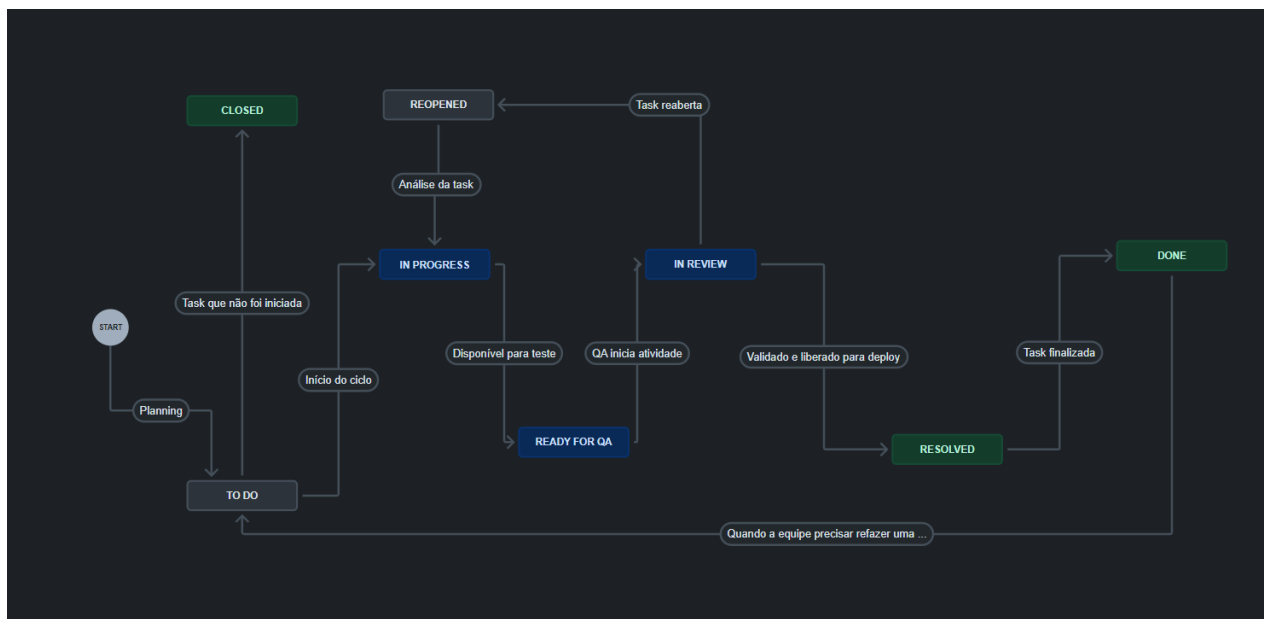 REOPENED
Task reaberta
CLOSED
Análise da task
IN PROGRESS
IN REVIEW
DONE
Task que não foi iniciada
START
Disponível para teste
QA inicia atividade
Validado e liberado para deploy
Task finalizada
Início do ciclo
Planning
READY FOR QA
RESOLVED
TO DO
Quando a equipe precisar refazer uma ...